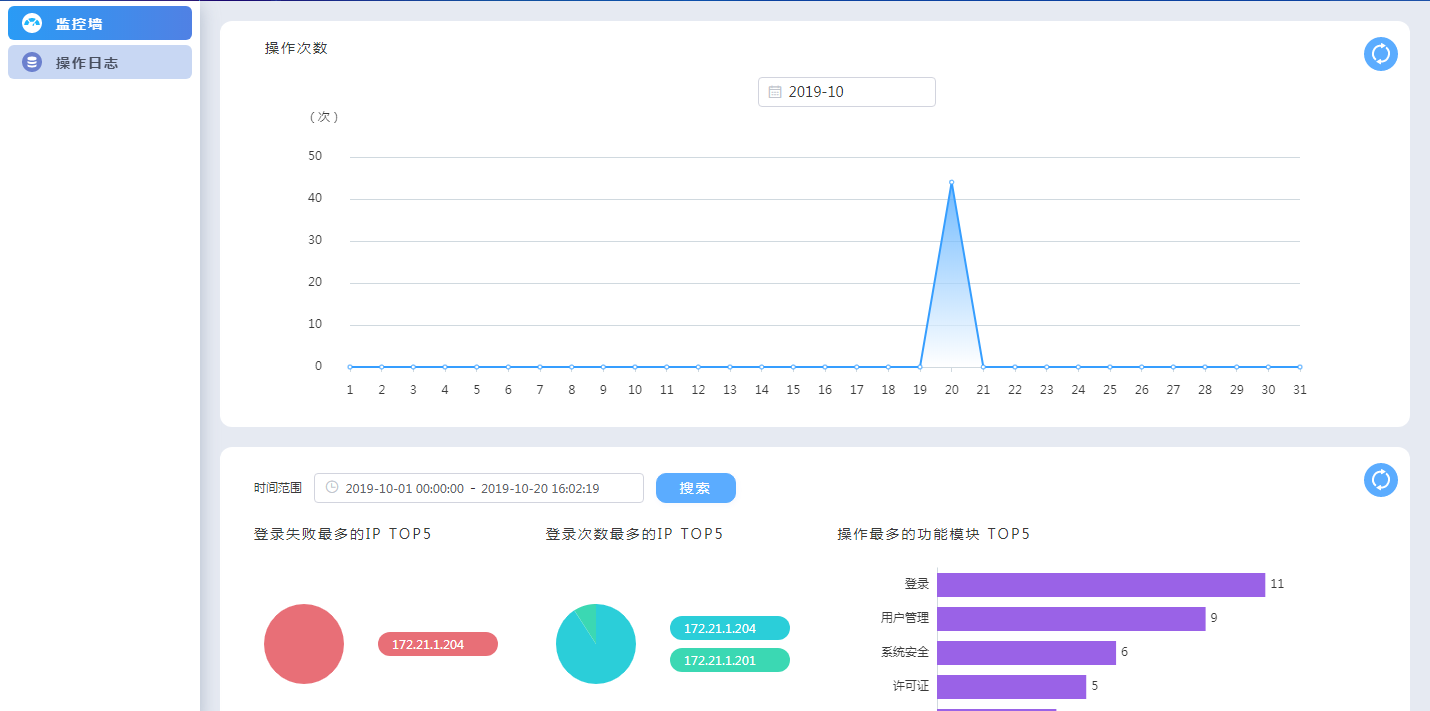 监控墙
操作日志
操作次数
2019-10
(次)
50
40
30
20
10
0
1 2 3 4 5 6 7 8 9 10 11 12 13 14 15 16 17 18 19 20 21 22 23 24 25 26 27 28 29 30 31
时间范围 2019-10-01 00:00:00 - 2019-10-20 16:02:19 搜索
登录失败最多的IP TOP5
172.21.1.204
登录次数最多的IP TOP5
172.21.1.204
172.21.1.201
操作最多的功能模块 TOP5
登录 11
用户管理 9
系统安全 6
许可证 5